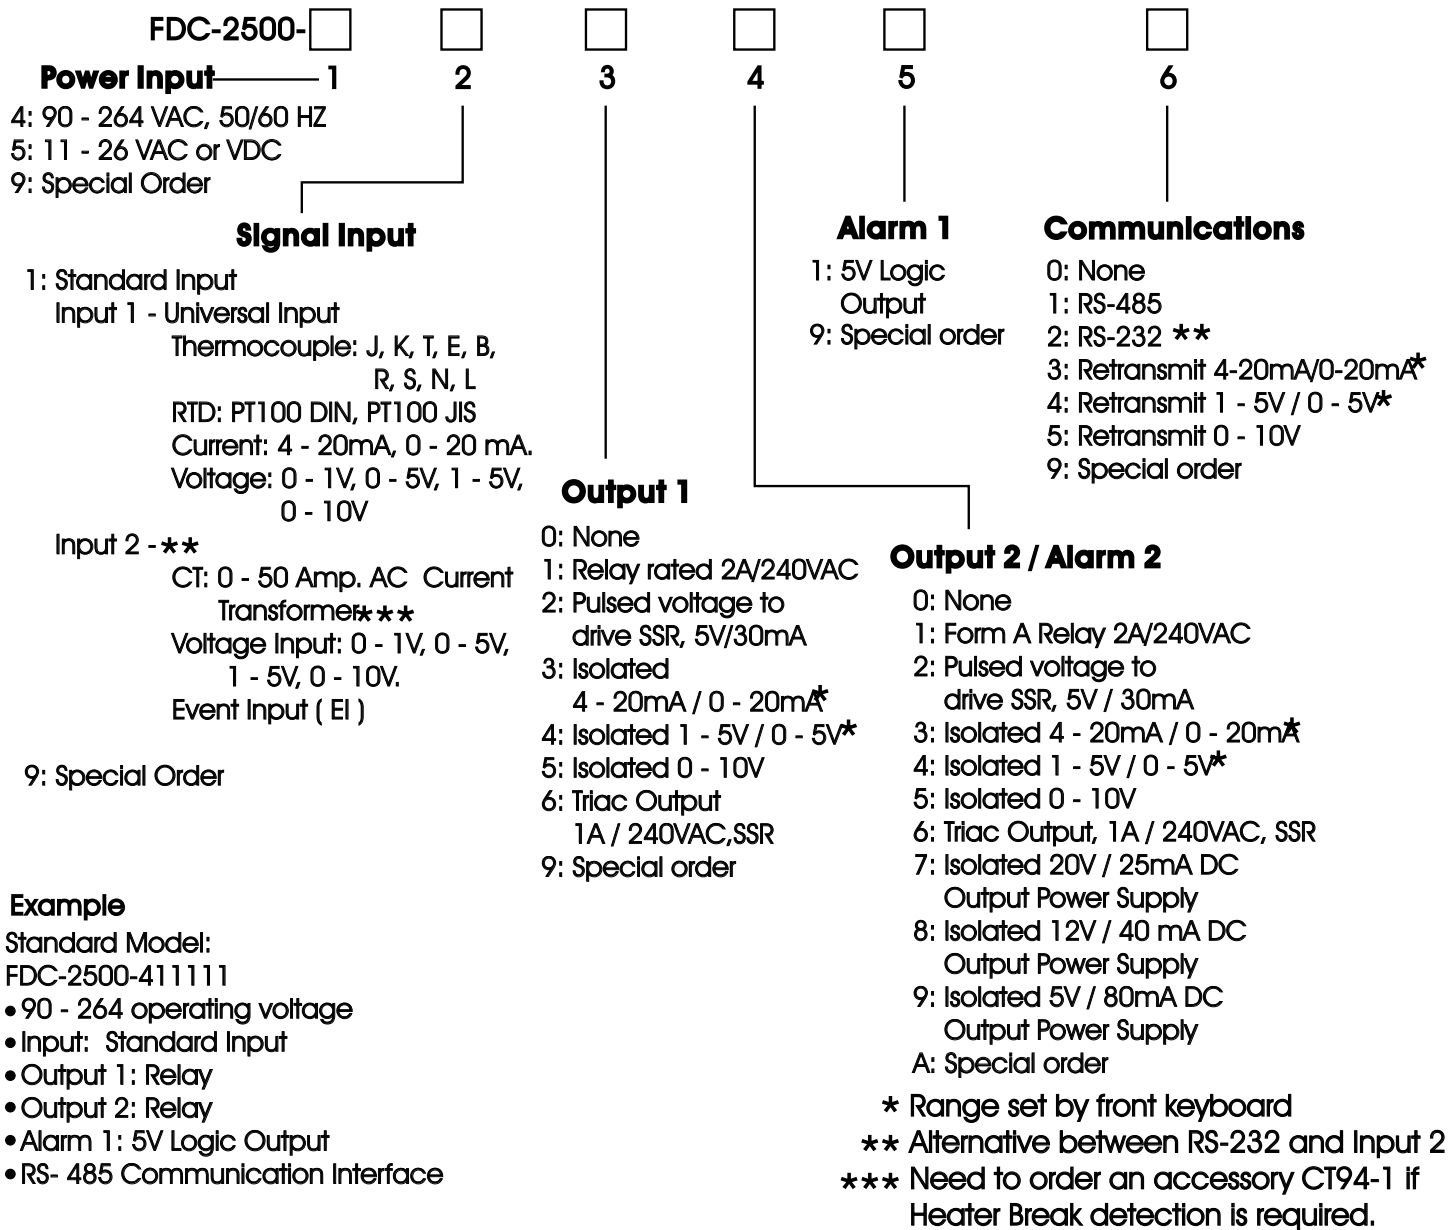 FDC-2500-
Power Input 1 2 3 4 5 6
4: 90 - 264 VAC, 50/60 HZ
5: 11 - 26 VAC or VDC
9: Special Order
Signal Input
1: Standard Input
Input 1 - Universal Input
Thermocouple: J, K, T, E, B,
R, S, N, L
RTD: PT100 DIN, PT100 JIS
Current: 4 - 20mA, 0 - 20 mA.
Voltage: 0 - 1V, 0 - 5V, 1 - 5V,
0 - 10V
Input 2 - **
CT: 0 - 50 Amp. AC Current
Transformer***
Voltage Input: 0 - 1V, 0 - 5V,
1 - 5V, 0 - 10V.
Event Input ( EI )
9: Special Order
Output 1
0: None
1: Relay rated 2A/240VAC
2: Pulsed voltage to
drive SSR, 5V/30mA
3: Isolated
4 - 20mA / 0 - 20mA*
4: Isolated 1 - 5V / 0 - 5V*
5: Isolated 0 - 10V
6: Triac Output
1A / 240VAC,SSR
9: Special order
Alarm 1
1: 5V Logic
Output
9: Special order
Communications
0: None
1: RS-485
2: RS-232 **
3: Retransmit 4-20mA/0-20mA*
4: Retransmit 1 - 5V / 0 - 5V*
5: Retransmit 0 - 10V
9: Special order
Output 2 / Alarm 2
0: None
1: Form A Relay 2A/240VAC
2: Pulsed voltage to
drive SSR, 5V / 30mA
3: Isolated 4 - 20mA / 0 - 20mA*
4: Isolated 1 - 5V / 0 - 5V*
5: Isolated 0 - 10V
6: Triac Output, 1A / 240VAC, SSR
7: Isolated 20V / 25mA DC
Output Power Supply
8: Isolated 12V / 40 mA DC
Output Power Supply
9: Isolated 5V / 80mA DC
Output Power Supply
A: Special order
Example
Standard Model:
FDC-2500-411111
• 90 - 264 operating voltage
• Input: Standard Input
• Output 1: Relay
• Output 2: Relay
• Alarm 1: 5V Logic Output
• RS- 485 Communication Interface
* Range set by front keyboard
** Alternative between RS-232 and Input 2
*** Need to order an accessory CT94-1 if
Heater Break detection is required.